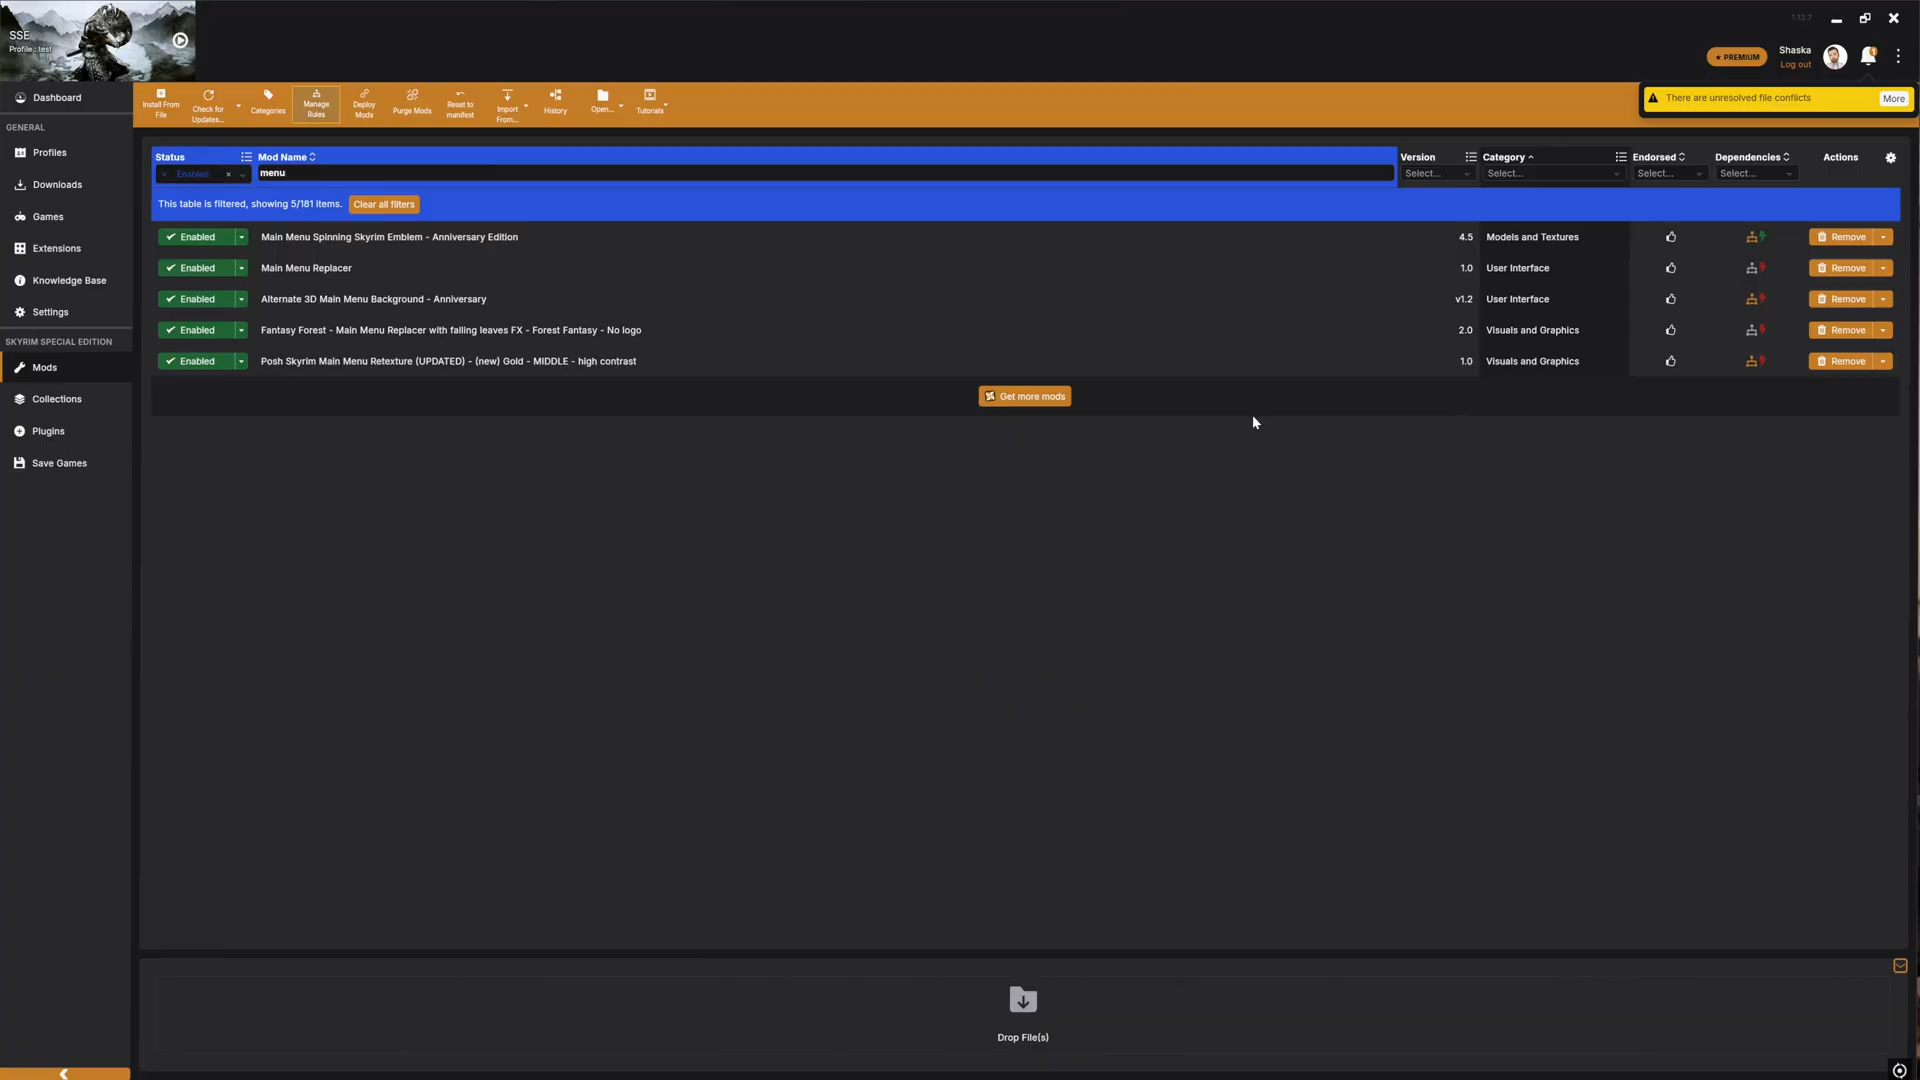 SSE
Profile : test
1.13.7
PREMIUM
Shaska
Log out
There are unresolved file conflicts
More
Dashboard
GENERAL
Profiles
Downloads
Games
Extensions
Knowledge Base
Settings
SKYRIM SPECIAL EDITION
Mods
Collections
Plugins
Save Games
Install From
File
Check for
Updates...
Categories
Manage
Rules
Deploy
Mods
Purge Mods
Reset to
manifest
Import
From...
History
Open...
Tutorials
Status Mod Name Version Category Endorsed Dependencies Actions
× Enabled × menu Select... Select... Select... Select...
This table is filtered, showing 5/181 items. Clear all filters
Enabled Main Menu Spinning Skyrim Emblem - Anniversary Edition 4.5 Models and Textures Remove
Enabled Main Menu Replacer 1.0 User Interface Remove
Enabled Alternate 3D Main Menu Background - Anniversary v1.2 User Interface Remove
Enabled Fantasy Forest - Main Menu Replacer with falling leaves FX - Forest Fantasy - No logo 2.0 Visuals and Graphics Remove
Enabled Posh Skyrim Main Menu Retexture (UPDATED) - (new) Gold - MIDDLE - high contrast 1.0 Visuals and Graphics Remove
Get more mods
Drop File(s)